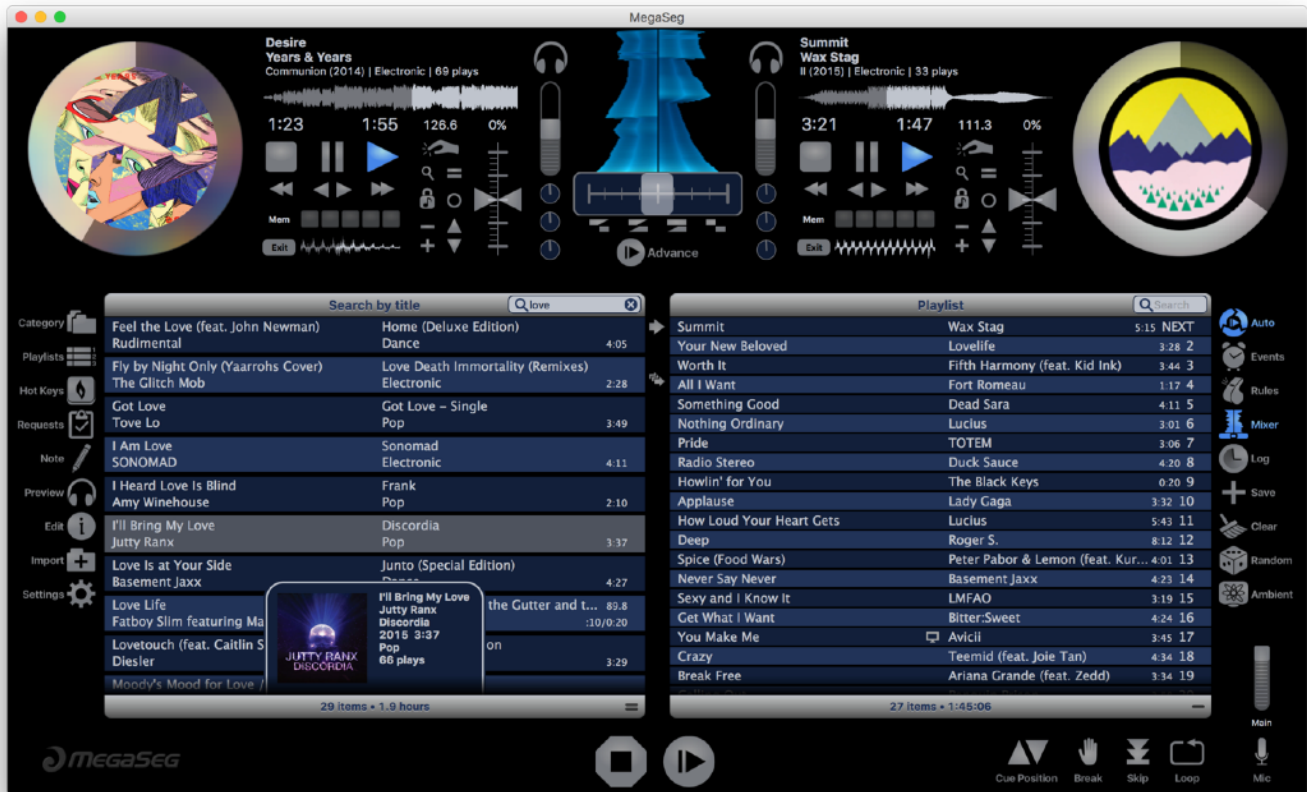 MegaSeg
Desire
Years & Years
Communion (2014) | Electronic | 69 plays
1:23 1:55 126.6 0%
Mem
Exit
Summit
Wax Stag
II (2015) | Electronic | 33 plays
3:21 1:47 111.3 0%
Mem
Exit
Advance
Category
Playlists
Hot Keys
Requests
Note
Preview
Edit
Import
Settings
Search by title love
Feel the Love (feat. John Newman) Home (Deluxe Edition)
Rudimental Dance 4:05
Fly by Night Only (Yaarrohs Cover) Love Death Immortality (Remixes)
The Glitch Mob Electronic 2:28
Got Love Got Love – Single
Tove Lo Pop 3:49
I Am Love Sonomad
SONOMAD Electronic 4:11
I Heard Love Is Blind Frank
Amy Winehouse Pop 2:10
I'll Bring My Love Discordia
Jutty Ranx Pop 3:37
Love Is at Your Side Junto (Special Edition)
Basement Jaxx 4:27
Love Life the Gutter and t... 89.8
Fatboy Slim featuring Ma :10/0:20
Lovetouch (feat. Caitlin S on
Diesler 3:29
Moody's Mood for Love /
I'll Bring My Love
Jutty Ranx
Discordia
2015 3:37
Pop
66 plays
JUTTY RANX
DISCORDIA
29 items • 1.9 hours
Playlist Search
Summit Wax Stag 5:15 NEXT
Your New Beloved Lovelife 3:28 2
Worth It Fifth Harmony (feat. Kid Ink) 3:44 3
All I Want Fort Romeau 1:17 4
Something Good Dead Sara 4:11 5
Nothing Ordinary Lucius 3:01 6
Pride TOTEM 3:06 7
Radio Stereo Duck Sauce 4:20 8
Howlin' for You The Black Keys 0:20 9
Applause Lady Gaga 3:32 10
How Loud Your Heart Gets Lucius 5:43 11
Deep Roger S. 8:12 12
Spice (Food Wars) Peter Pabor & Lemon (feat. Kur... 4:01 13
Never Say Never Basement Jaxx 4:23 14
Sexy and I Know It LMFAO 3:19 15
Get What I Want Bitter:Sweet 4:24 16
You Make Me Avicii 3:45 17
Crazy Teemid (feat. Joie Tan) 4:34 18
Break Free Ariana Grande (feat. Zedd) 3:34 19
27 items • 1:45:06
Auto
Events
Rules
Mixer
Log
Save
Clear
Random
Ambient
Main
MEGASEG
Cue Position Break Skip Loop Mic